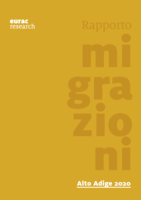 eurac
research
Rapporto
mi
gra
zio
ni
Alto Adige 2020